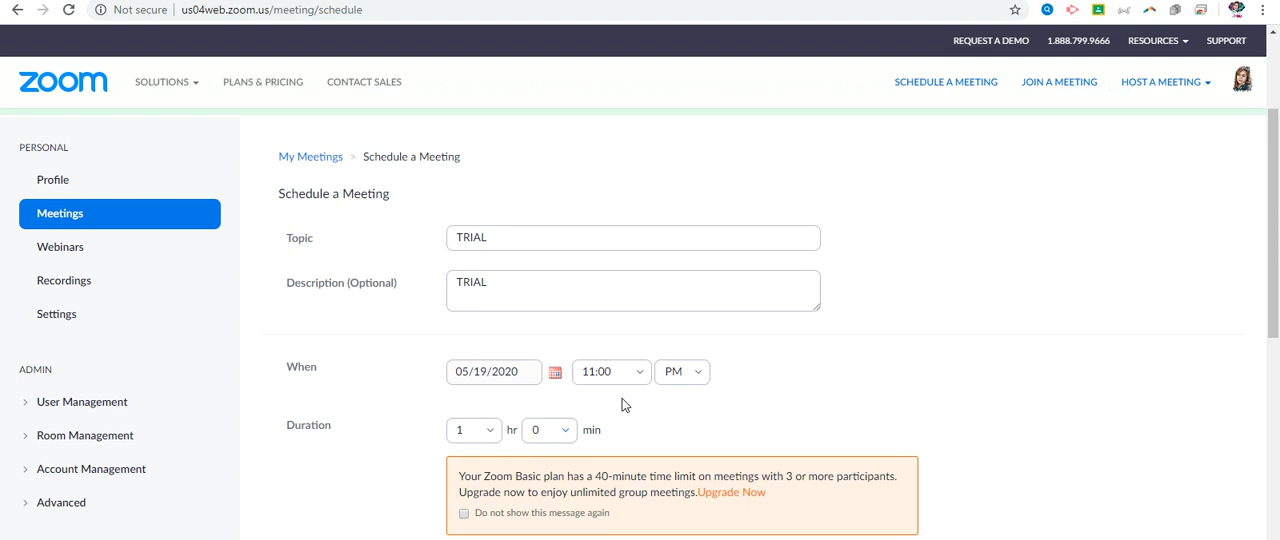 Not secure us04web.zoom.us/meeting/schedule
REQUEST A DEMO 1.888.799.9666 RESOURCES SUPPORT
zoom SOLUTIONS PLANS & PRICING CONTACT SALES SCHEDULE A MEETING JOIN A MEETING HOST A MEETING
PERSONAL
Profile
Meetings
Webinars
Recordings
Settings
ADMIN
User Management
Room Management
Account Management
Advanced
My Meetings > Schedule a Meeting
Schedule a Meeting
Topic TRIAL
Description (Optional) TRIAL
When 05/19/2020 11:00 PM
Duration 1 hr 0 min
Your Zoom Basic plan has a 40-minute time limit on meetings with 3 or more participants.
Upgrade now to enjoy unlimited group meetings.Upgrade Now
Do not show this message again